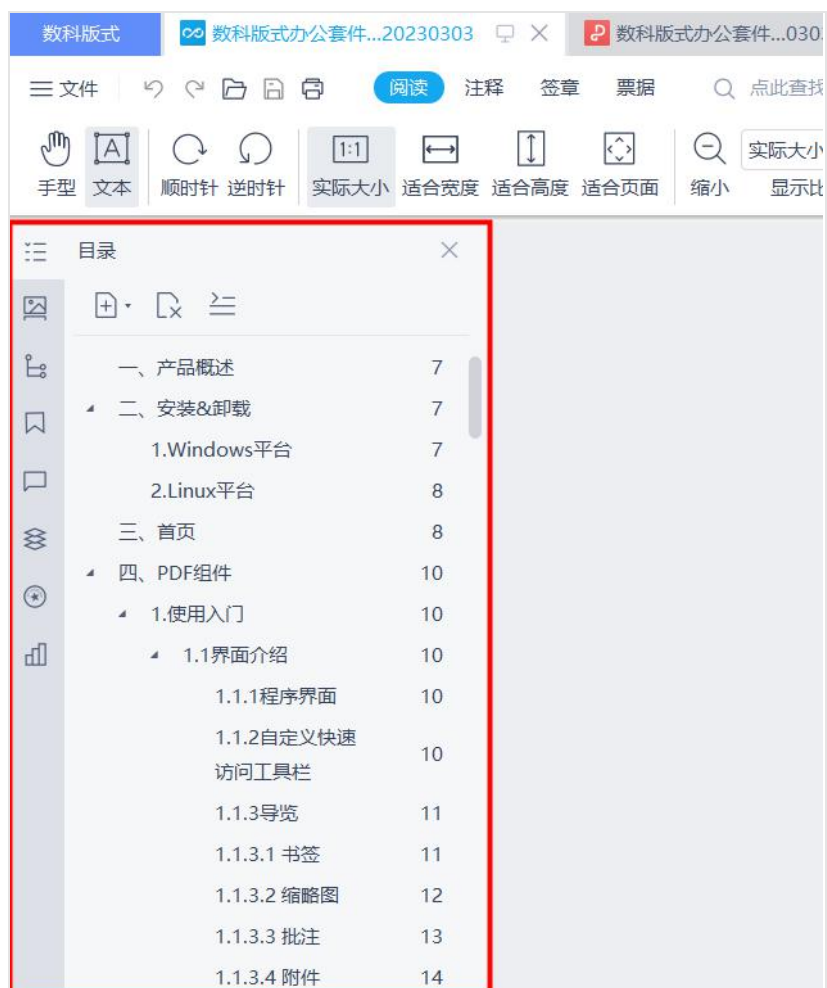 数科版式 数科版式办公套件...20230303 数科版式办公套件...030
文件 阅读 注释 签章 票据 点此查找
1:1 实际大小
手型 文本 顺时针 逆时针 实际大小 适合宽度 适合高度 适合页面 缩小 显示比
目录
一、产品概述 7
二、安装&卸载 7
1.Windows平台 7
2.Linux平台 8
三、首页 8
四、PDF组件 10
1.使用入门 10
1.1界面介绍 10
1.1.1程序界面 10
1.1.2自定义快速
访问工具栏 10
1.1.3导览 11
1.1.3.1 书签 11
1.1.3.2 缩略图 12
1.1.3.3 批注 13
1.1.3.4 附件 14